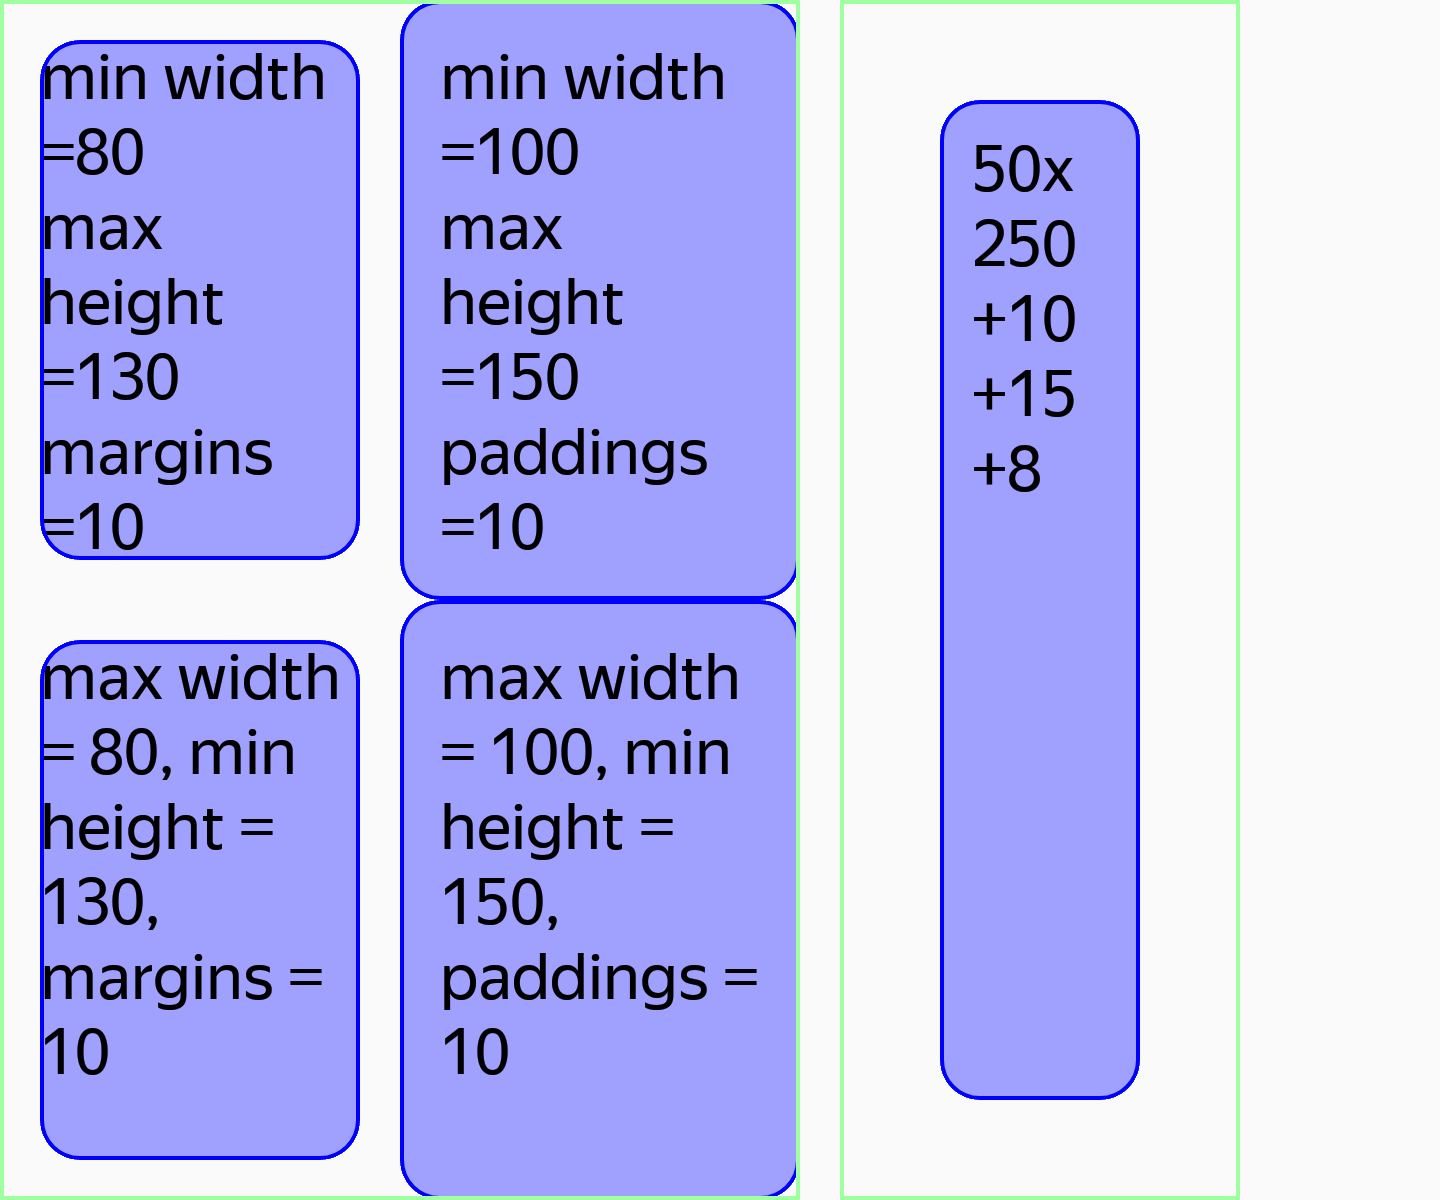 min width
=80
max
height
=130
margins
=10
min width
=100
max
height
=150
paddings
=10
max width
= 80, min
height =
130,
margins =
10
max width
= 100, min
height =
150,
paddings =
10
50x
250
+10
+15
+8